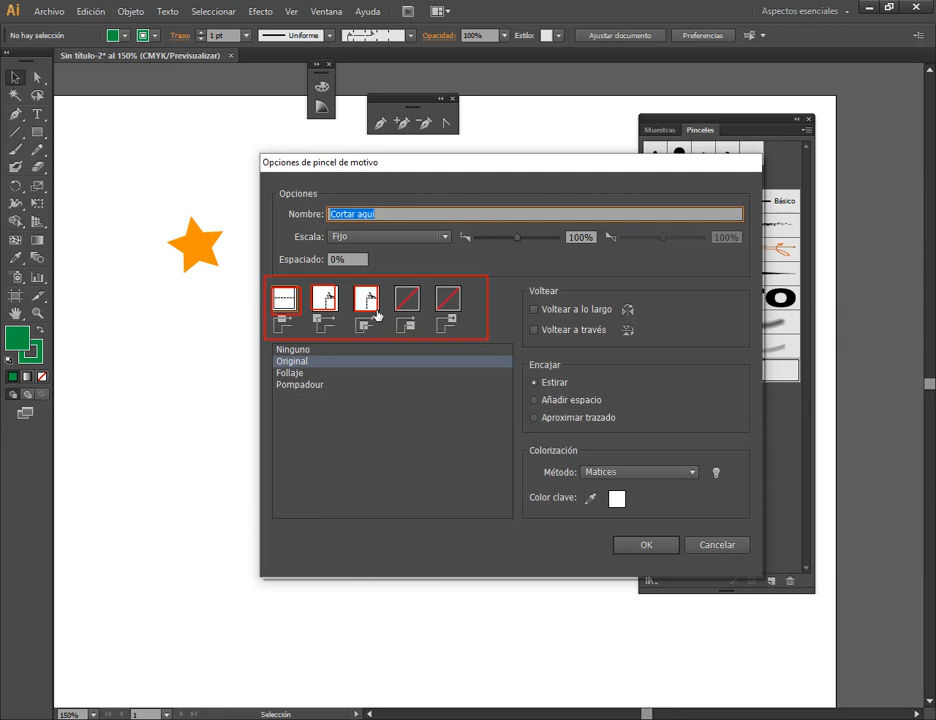 Ai Archivo Edición Objeto Texto Seleccionar Efecto Ver Ventana Ayuda Br Aspectos esenciales
No hay selección Trazo: 1 pt Uniforme Opacidad: 100% Estilo: Ajustar documento Preferencias
Sin título-2* al 150% (CMYK/Previsualizar)
Muestras Pinceles
Opciones de pincel de motivo
Opciones
Básico
Nombre: Cortar aquí
Escala: Fijo 100% 100%
Espaciado: 0%
Voltear
Voltear a lo largo
Voltear a través
Ninguno
Original
Follaje
Pompadour
Encajar
Estirar
Añadir espacio
Aproximar trazado
Colorización
Método: Matices
Color clave:
OK Cancelar
150% 1 Selección